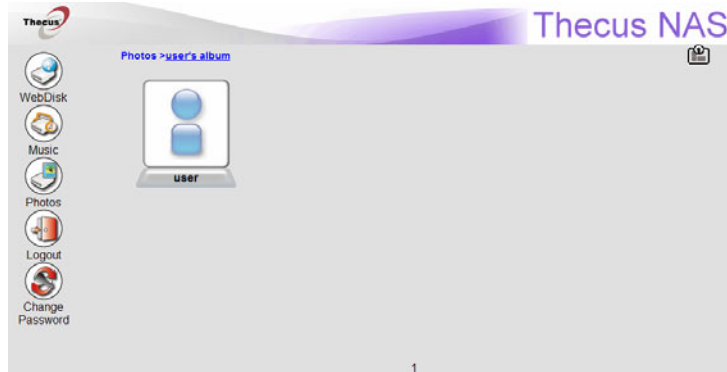 Thecus
Thecus NAS
Photos >user's album
WebDisk
Music
Photos
Logout
Change
Password
user
1